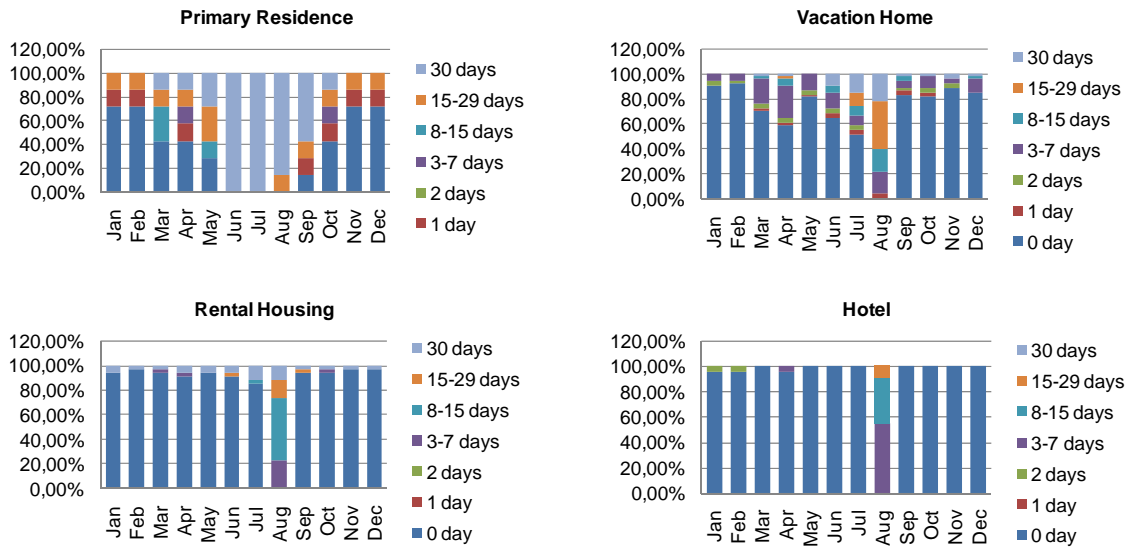 Primary Residence
120,00%
100,00%
80,00%
60,00%
40,00%
20,00%
0,00%
Jan
Feb
Mar
Apr
May
Jun
Jul
Aug
Sep
Oct
Nov
Dec
30 days
15-29 days
8-15 days
3-7 days
2 days
1 day
0 day
Vacation Home
120,00%
100,00%
80,00%
60,00%
40,00%
20,00%
0,00%
Jan
Feb
Mar
Apr
May
Jun
Jul
Aug
Sep
Oct
Nov
Dec
30 days
15-29 days
8-15 days
3-7 days
2 days
1 day
0 day
Rental Housing
120,00%
100,00%
80,00%
60,00%
40,00%
20,00%
0,00%
Jan
Feb
Mar
Apr
May
Jun
Jul
Aug
Sep
Oct
Nov
Dec
30 days
15-29 days
8-15 days
3-7 days
2 days
1 day
0 day
Hotel
120,00%
100,00%
80,00%
60,00%
40,00%
20,00%
0,00%
Jan
Feb
Mar
Apr
May
Jun
Jul
Aug
Sep
Oct
Nov
Dec
30 days
15-29 days
8-15 days
3-7 days
2 days
1 day
0 day